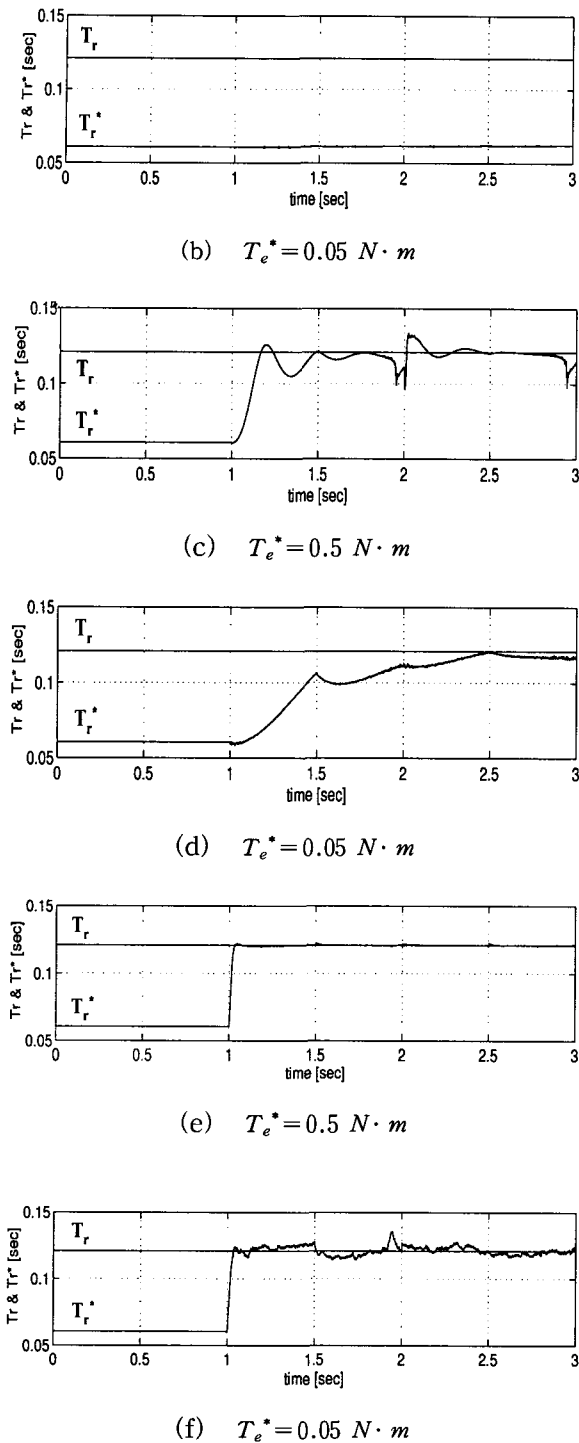 0.15
T_r
0.1
T_r*
0.05
Tr & Tr* [sec]
0 0.5 1 1.5 2 2.5 3
time [sec]
(b) T_e* = 0.05 N· m
0.15
0.1
T_r
T_r*
0.05
Tr & Tr* [sec]
0 0.5 1 1.5 2 2.5 3
time [sec]
(c) T_e* = 0.5 N· m
0.15
T_r
0.1
T_r*
0.05
Tr & Tr* [sec]
0 0.5 1 1.5 2 2.5 3
time [sec]
(d) T_e* = 0.05 N· m
0.15
T_r
0.1
T_r*
0.05
Tr & Tr* [sec]
0 0.5 1 1.5 2 2.5 3
time [sec]
(e) T_e* = 0.5 N· m
0.15
T_r
0.1
T_r*
0.05
Tr & Tr* [sec]
0 0.5 1 1.5 2 2.5 3
time [sec]
(f) T_e* = 0.05 N· m